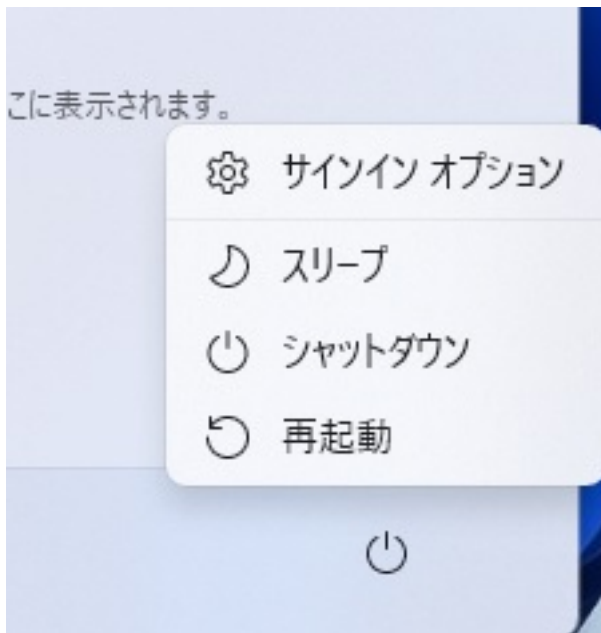 こに表示されます。
サインイン オプション
スリープ
シャットダウン
再起動